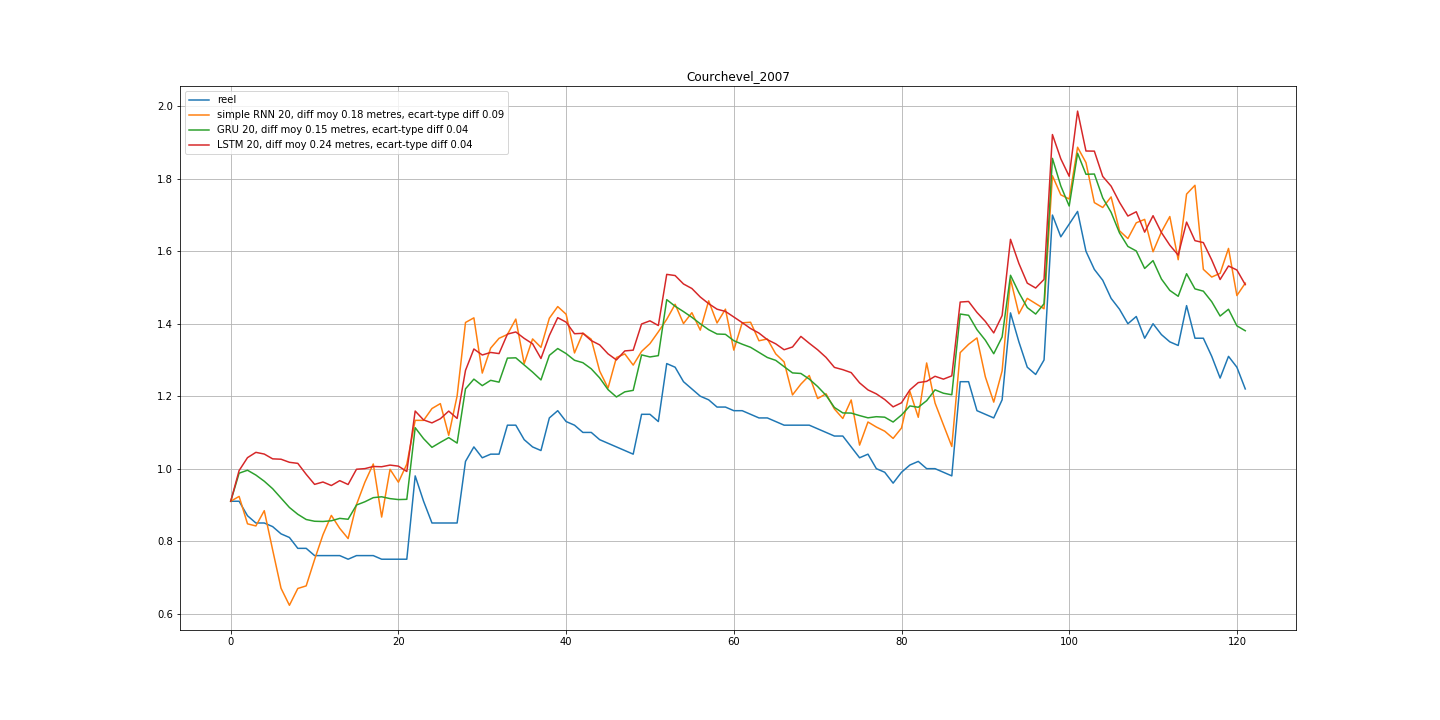 Courchevel_2007
reel
simple RNN 20, diff moy 0.18 metres, ecart-type diff 0.09
GRU 20, diff moy 0.15 metres, ecart-type diff 0.04
LSTM 20, diff moy 0.24 metres, ecart-type diff 0.04
2.0
1.8
1.6
1.4
1.2
1.0
0.8
0.6
0 20 40 60 80 100 120